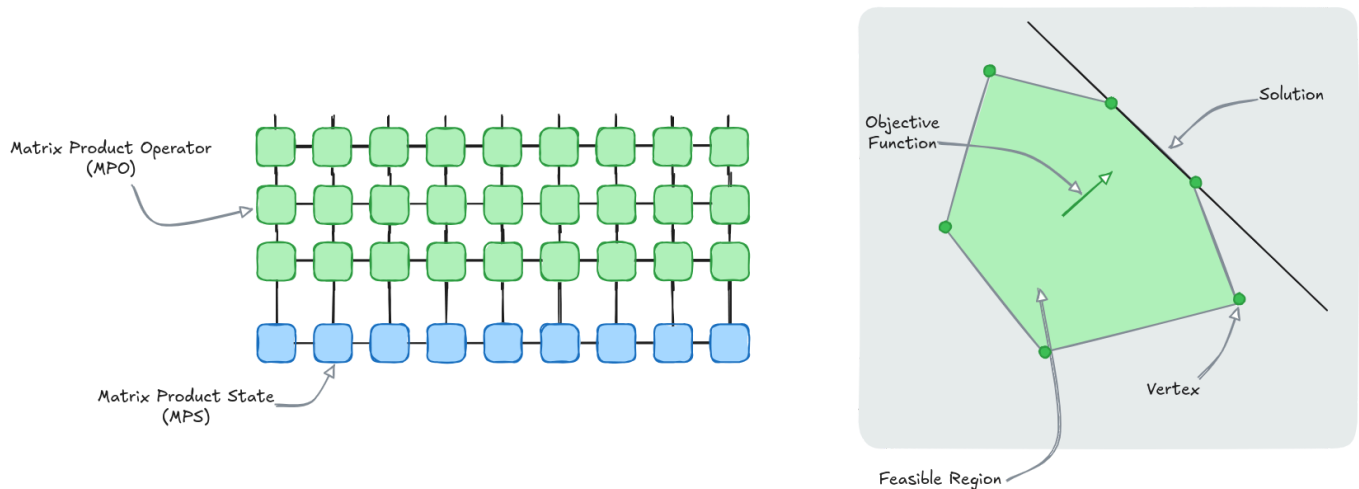 Matrix Product Operator
(MPO)
Matrix Product State
(MPS)
Solution
Objective
Function
Vertex
Feasible Region